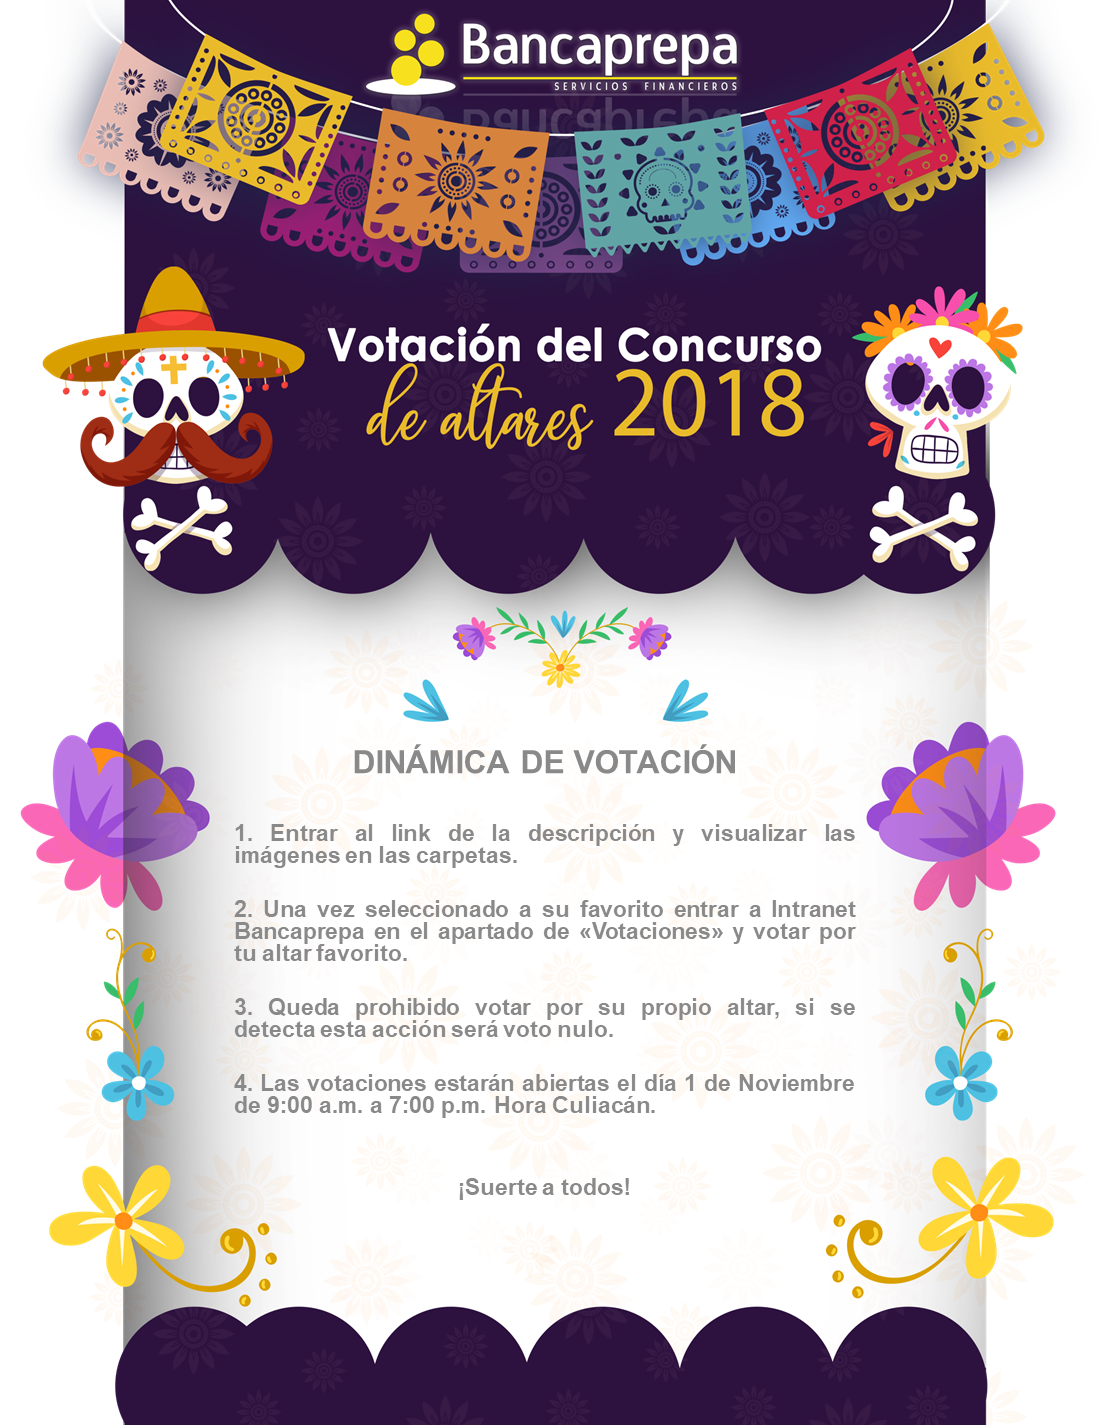 Bancaprepa
SERVICIOS FINANCIEROS
Votación del Concurso
de altares 2018
DINÁMICA DE VOTACIÓN
1. Entrar al link de la descripción y visualizar las
imágenes en las carpetas.
2. Una vez seleccionado a su favorito entrar a Intranet
Bancaprepa en el apartado de «Votaciones» y votar por
tu altar favorito.
3. Queda prohibido votar por su propio altar, si se
detecta esta acción será voto nulo.
4. Las votaciones estarán abiertas el día 1 de Noviembre
de 9:00 a.m. a 7:00 p.m. Hora Culiacán.
¡Suerte a todos!